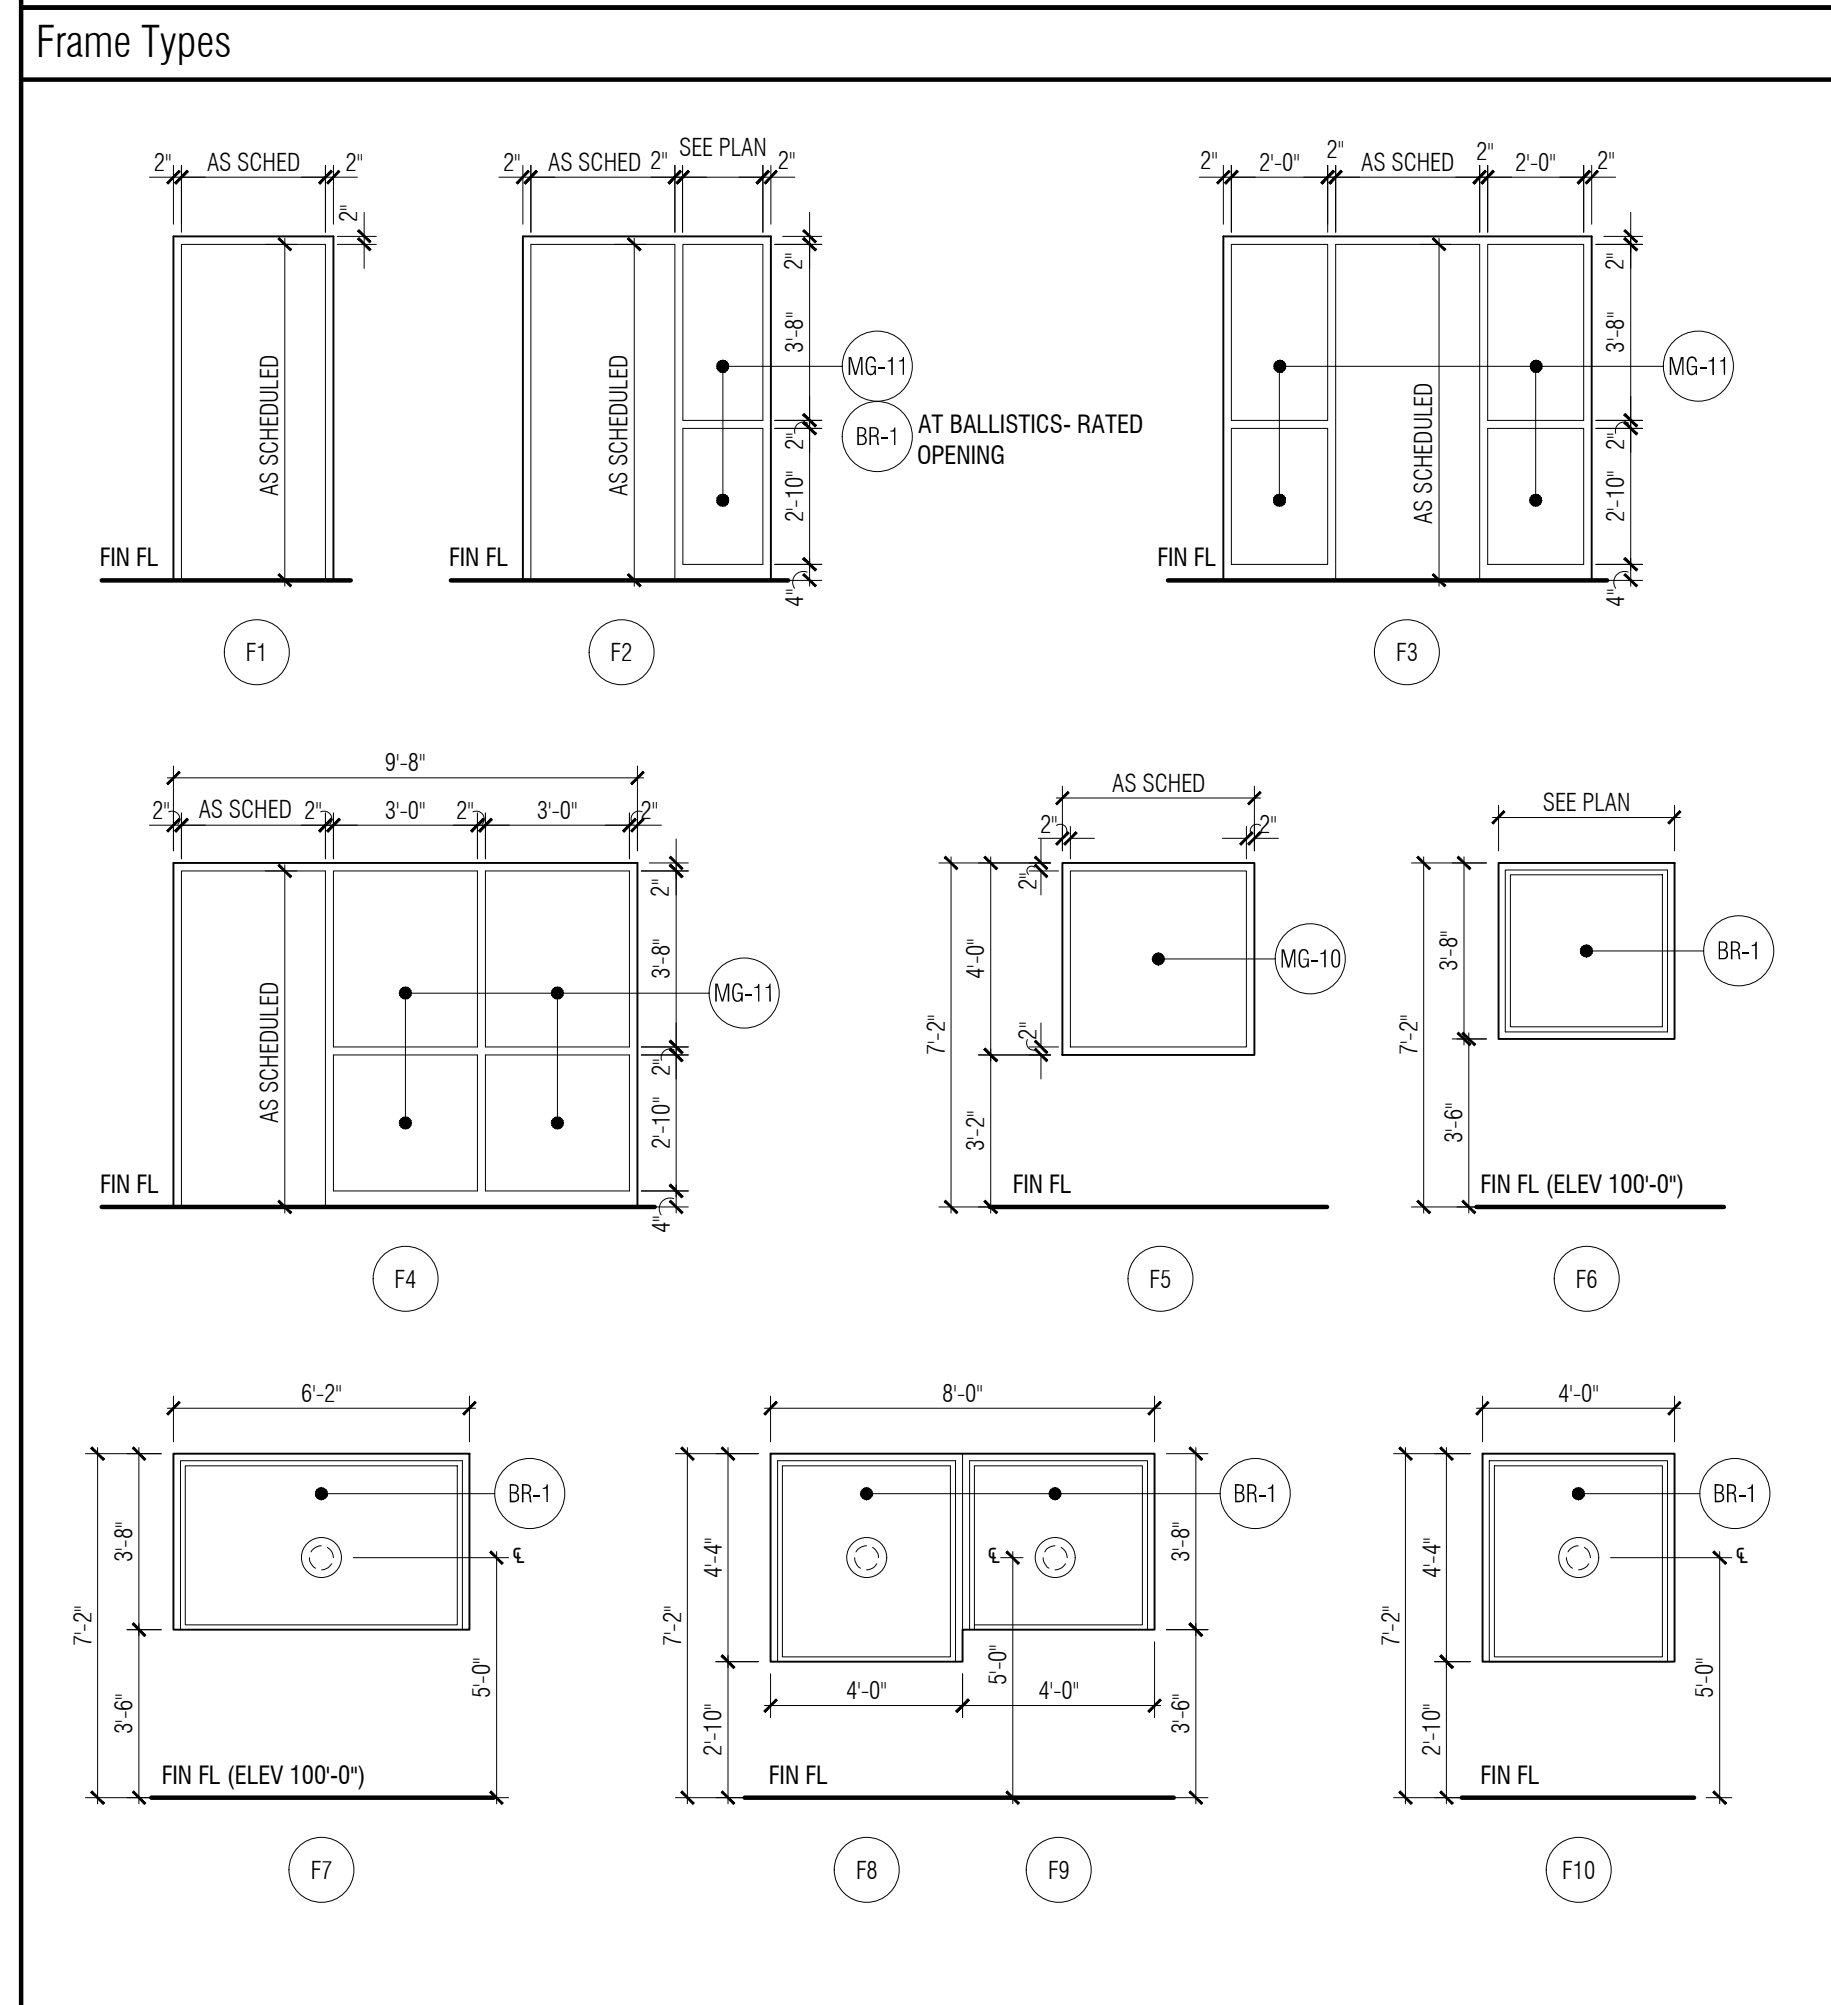 Frame Types
2" AS SCHED 2"
2"
AS SCHEDULED
FIN FL
F1
2" AS SCHED 2" SEE PLAN 2"
2"
3'-8"
2"
2'-10"
4"
AS SCHEDULED
MG-11
BR-1 AT BALLISTICS- RATED
OPENING
FIN FL
F2
2" 2'-0" 2" AS SCHED 2" 2'-0" 2"
2"
3'-8"
2"
2'-10"
4"
AS SCHEDULED
MG-11
FIN FL
F3
9'-8"
2" AS SCHED 2" 3'-0" 2" 3'-0" 2"
2"
3'-8"
2"
2'-10"
4"
AS SCHEDULED
MG-11
FIN FL
F4
AS SCHED
2" 2"
2"
4'-0"
2"
7'-2"
3'-2"
MG-10
FIN FL
F5
SEE PLAN
3'-8"
7'-2"
3'-6"
BR-1
FIN FL (ELEV 100'-0")
F6
6'-2"
3'-8"
7'-2"
3'-6"
BR-1
℄
5'-0"
FIN FL (ELEV 100'-0")
F7
8'-0"
4'-4"
7'-2"
2'-10"
BR-1
℄
3'-8"
5'-0"
4'-0" 4'-0"
3'-6"
FIN FL
F8 F9
4'-0"
4'-4"
7'-2"
2'-10"
BR-1
℄
5'-0"
FIN FL
F10